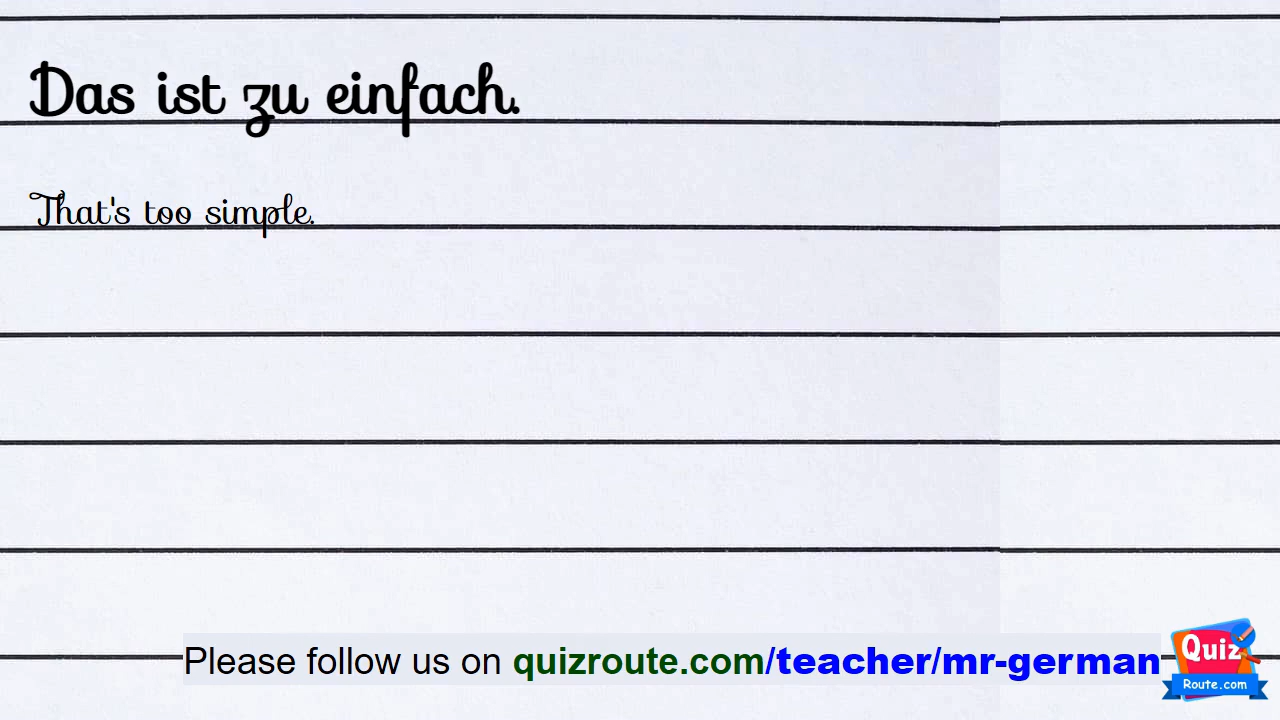 Das ist zu einfach.
That's too simple.
Please follow us on quizroute.com/teacher/mr-german
Quiz
Route.com